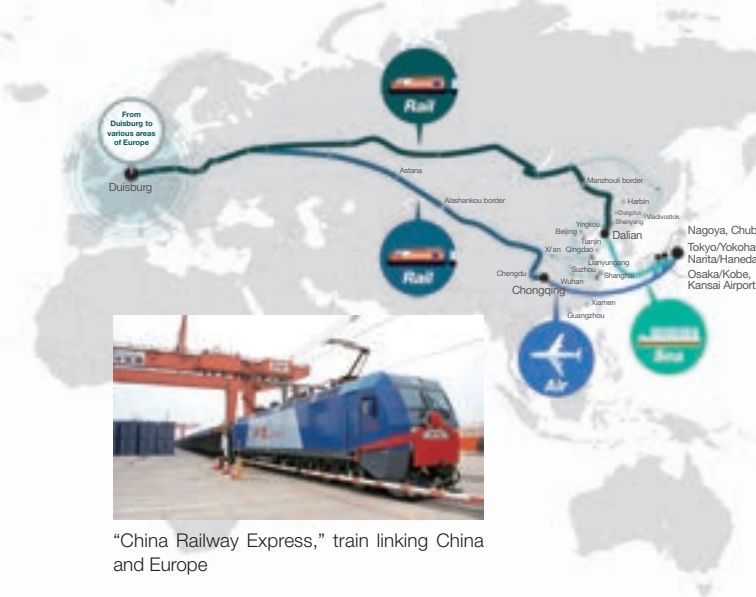 Rail
From
Duisburg to
various areas
of Europe
Duisburg
Astana
Manzhouli border
Alashankou border
Harbin
Changchun
Vladivostok
Shenyang
Yingkou
Beijing
Dalian
Tianjin
Xi'an
Qingdao
Lianyungang
Suzhou
Shanghai
Chengdu
Wuhan
Chongqing
Xiamen
Guangzhou
Nagoya, Chub
Tokyo/Yokoha
Narita/Haneda
Osaka/Kobe,
Kansai Airport
Rail
Air
Sea
“China Railway Express,” train linking China
and Europe